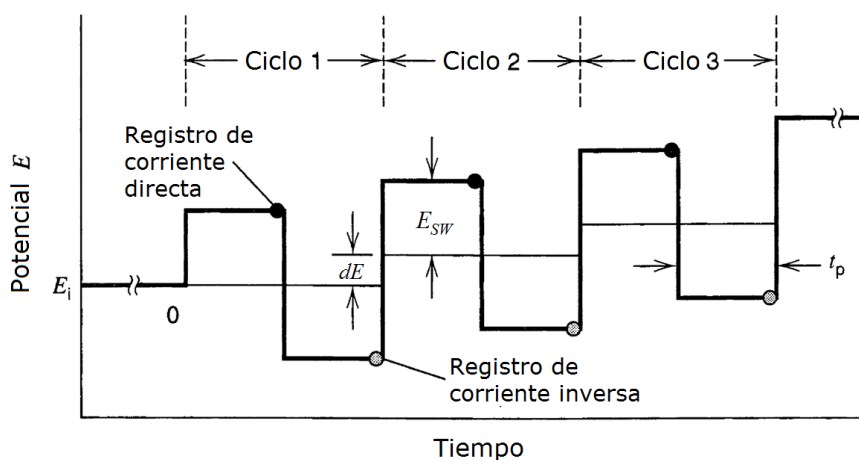 Ciclo 1
Ciclo 2
Ciclo 3
Registro de
corriente
directa
E_SW
dE
E_i
0
t_p
Registro de
corriente inversa
Potencial E
Tiempo